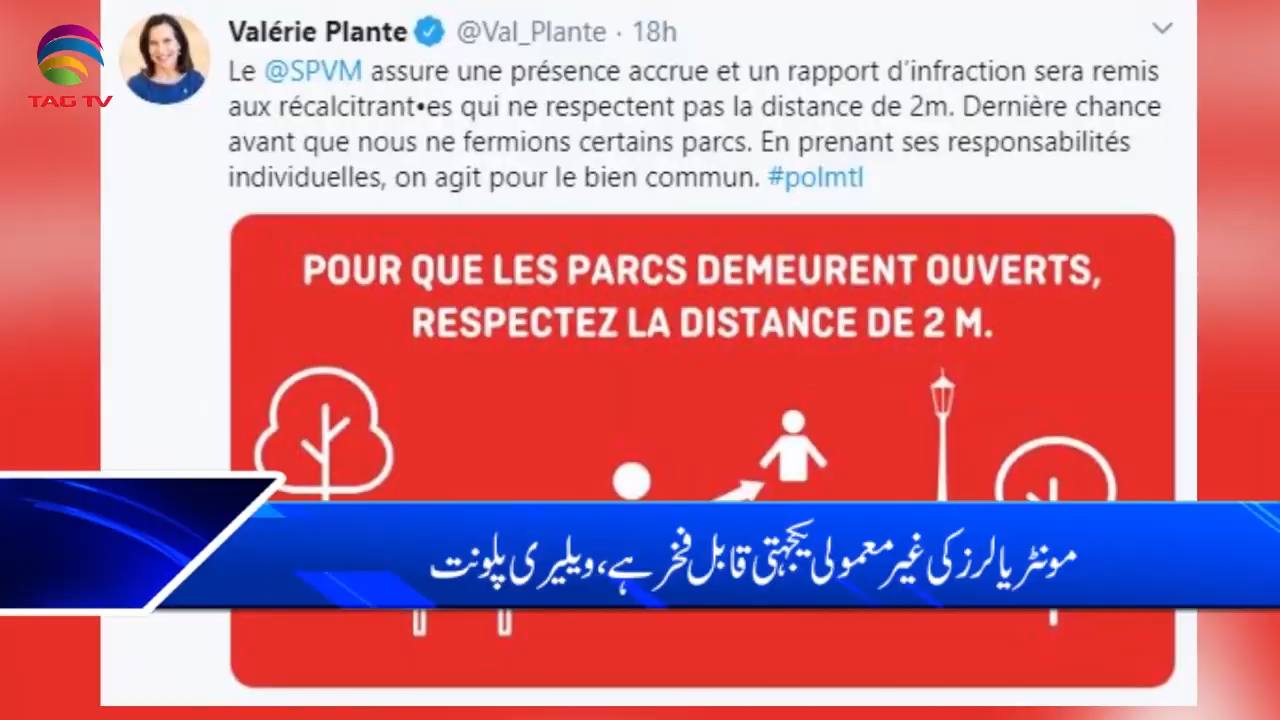 TAG TV
Valérie Plante @Val_Plante · 18h
Le @SPVM assure une présence accrue et un rapport d'infraction sera remis
aux récalcitrant•es qui ne respectent pas la distance de 2m. Dernière chance
avant que nous ne fermions certains parcs. En prenant ses responsabilités
individuelles, on agit pour le bien commun. #polmtl
POUR QUE LES PARCS DEMEURENT OUVERTS,
RESPECTEZ LA DISTANCE DE 2 M.
مونٹریالرز کی غیر معمولی یکجہتی قابل فخر ہے، ویلیری پلونت